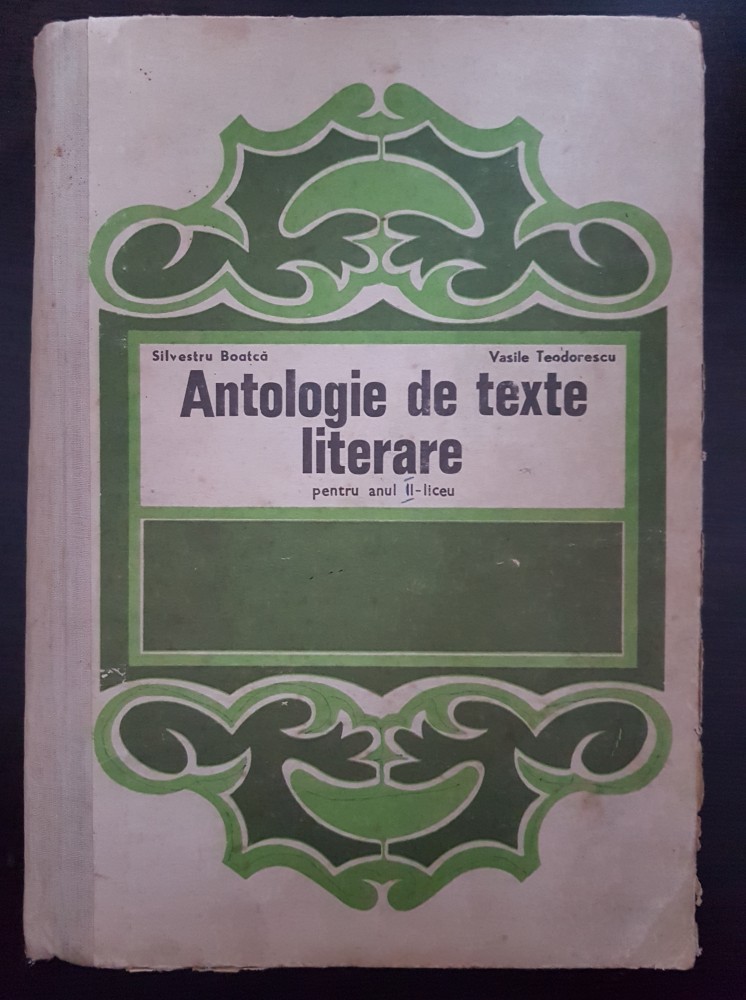 Silvestru Boatcă Vasile Teodorescu
Antologie de texte
literare
pentru anul II-liceu